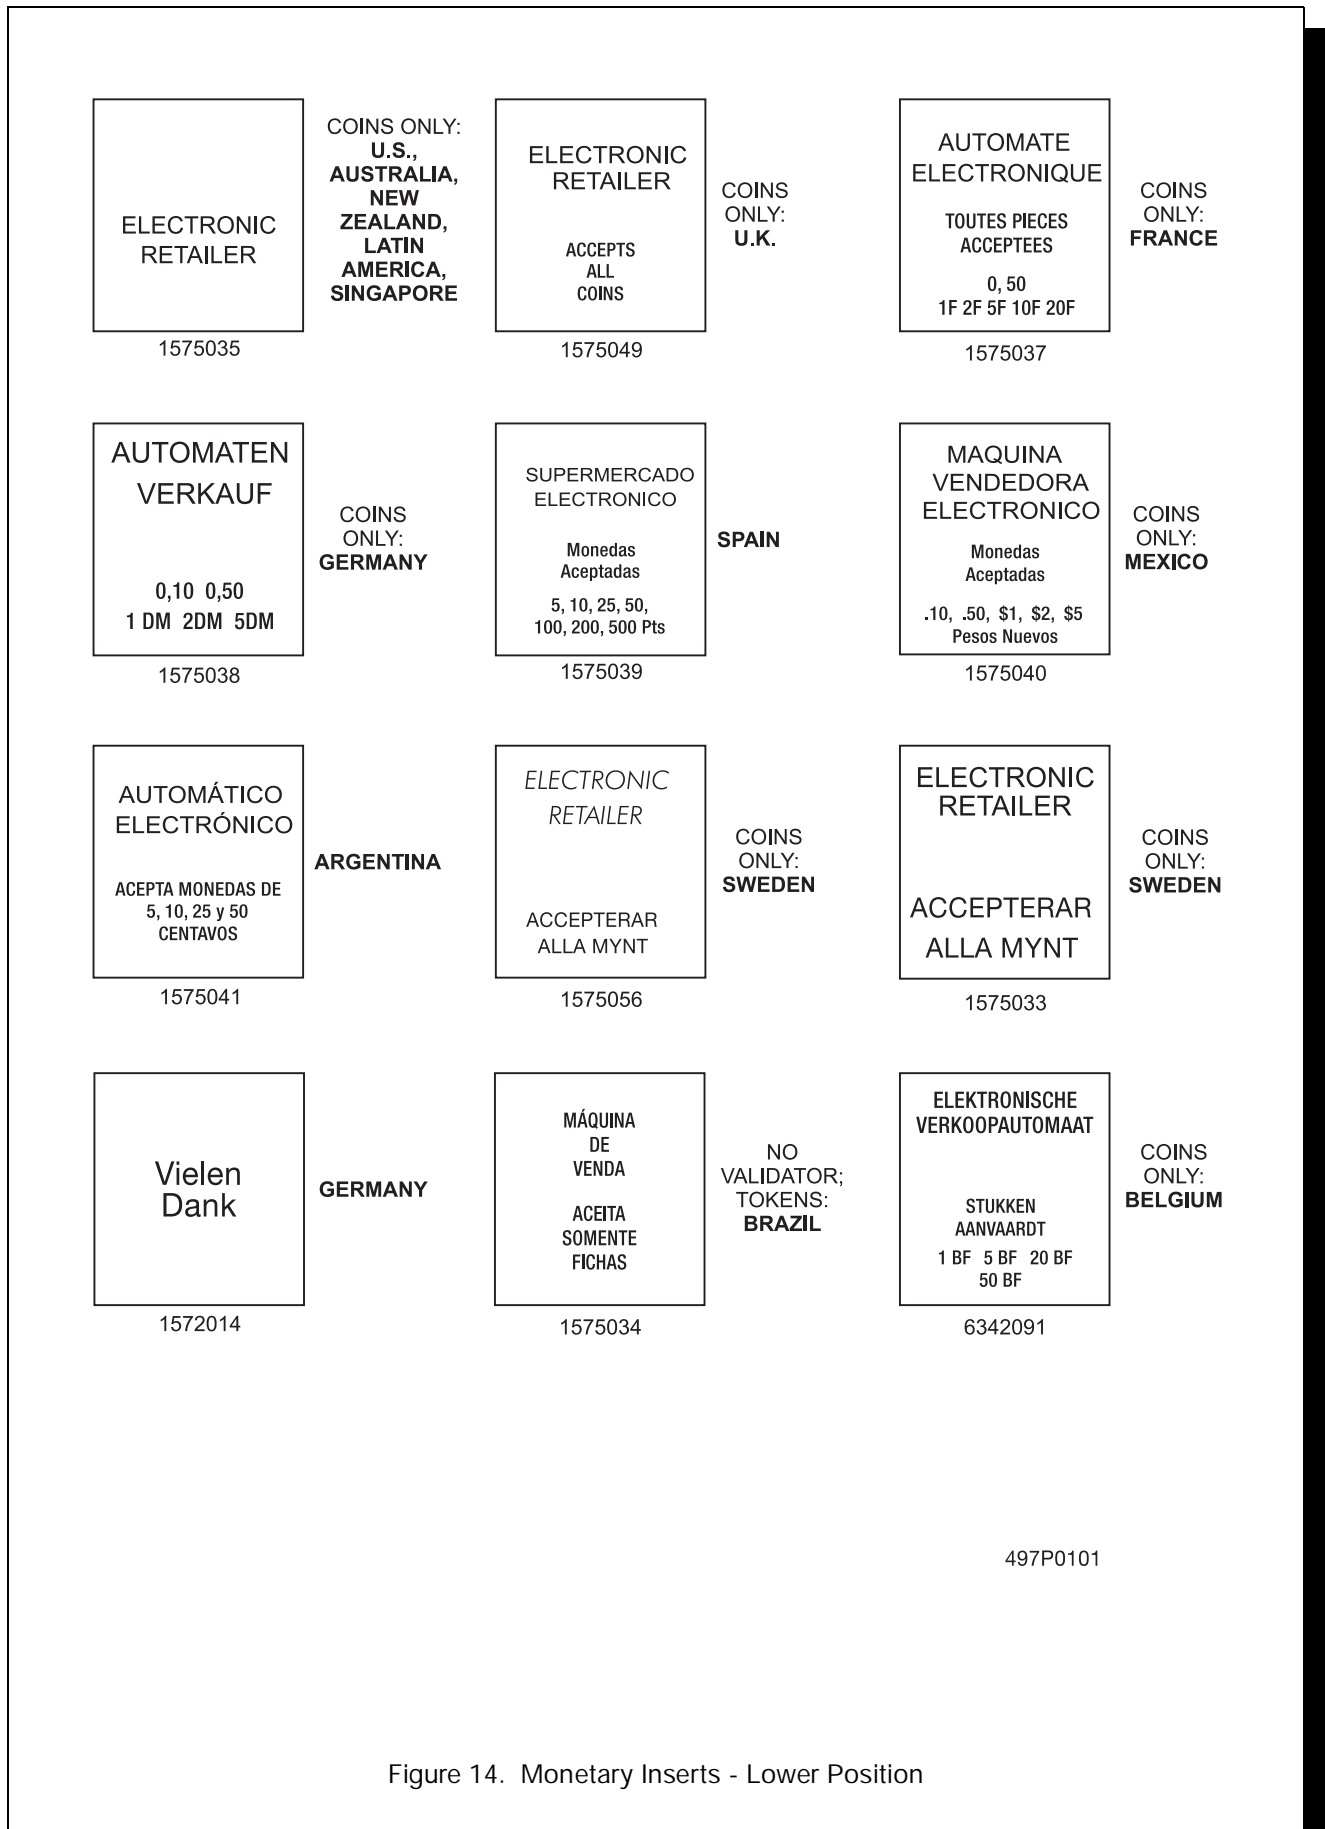 ELECTRONIC
RETAILER
1575035
COINS ONLY:
U.S.,
AUSTRALIA,
NEW
ZEALAND,
LATIN
AMERICA,
SINGAPORE
ELECTRONIC
RETAILER
ACCEPTS
ALL
COINS
1575049
COINS
ONLY:
U.K.
AUTOMATE
ELECTRONIQUE
TOUTES PIECES
ACCEPTEES
0, 50
1F 2F 5F 10F 20F
1575037
COINS
ONLY:
FRANCE
AUTOMATEN
VERKAUF
0,10 0,50
1 DM 2DM 5DM
1575038
COINS
ONLY:
GERMANY
SUPERMERCADO
ELECTRONICO
Monedas
Aceptadas
5, 10, 25, 50,
100, 200, 500 Pts
1575039
SPAIN
MAQUINA
VENDEDORA
ELECTRONICO
Monedas
Aceptadas
.10, .50, $1, $2, $5
Pesos Nuevos
1575040
COINS
ONLY:
MEXICO
AUTOMÁTICO
ELECTRÓNICO
ACEPTA MONEDAS DE
5, 10, 25 y 50
CENTAVOS
1575041
ARGENTINA
ELECTRONIC
RETAILER
ACCEPTERAR
ALLA MYNT
1575056
COINS
ONLY:
SWEDEN
ELECTRONIC
RETAILER
ACCEPTERAR
ALLA MYNT
1575033
COINS
ONLY:
SWEDEN
Vielen
Dank
1572014
GERMANY
MÁQUINA
DE
VENDA
ACEITA
SOMENTE
FICHAS
1575034
NO
VALIDATOR;
TOKENS:
BRAZIL
ELEKTRONISCHE
VERKOOPAUTOMAAT
STUKKEN
AANVAARDT
1 BF 5 BF 20 BF
50 BF
6342091
COINS
ONLY:
BELGIUM
497P0101
Figure 14. Monetary Inserts - Lower Position